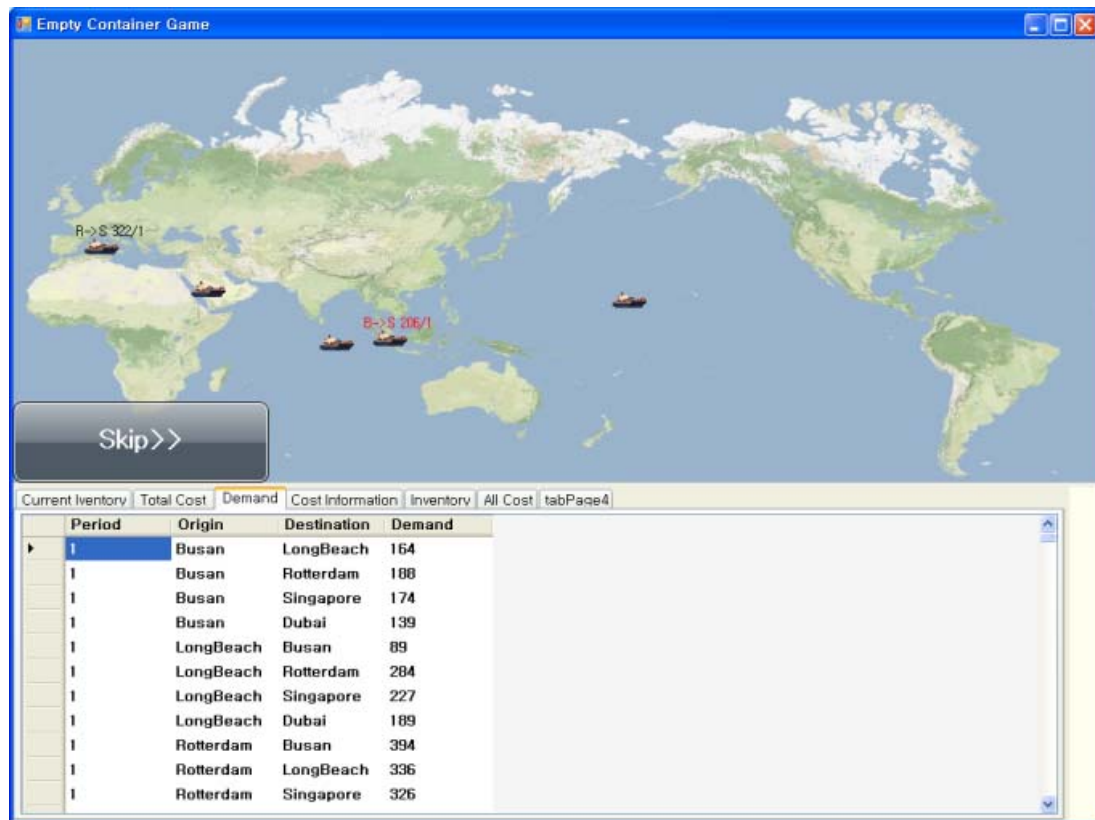 Empty Container Game
R->S 322/1
B->S 206/1
Skip>>
Current Iventory Total Cost Demand Cost Information Inventory All Cost tabPage4
Period Origin Destination Demand
1 Busan LongBeach 164
1 Busan Rotterdam 188
1 Busan Singapore 174
1 Busan Dubai 139
1 LongBeach Busan 89
1 LongBeach Rotterdam 284
1 LongBeach Singapore 227
1 LongBeach Dubai 189
1 Rotterdam Busan 394
1 Rotterdam LongBeach 336
1 Rotterdam Singapore 326